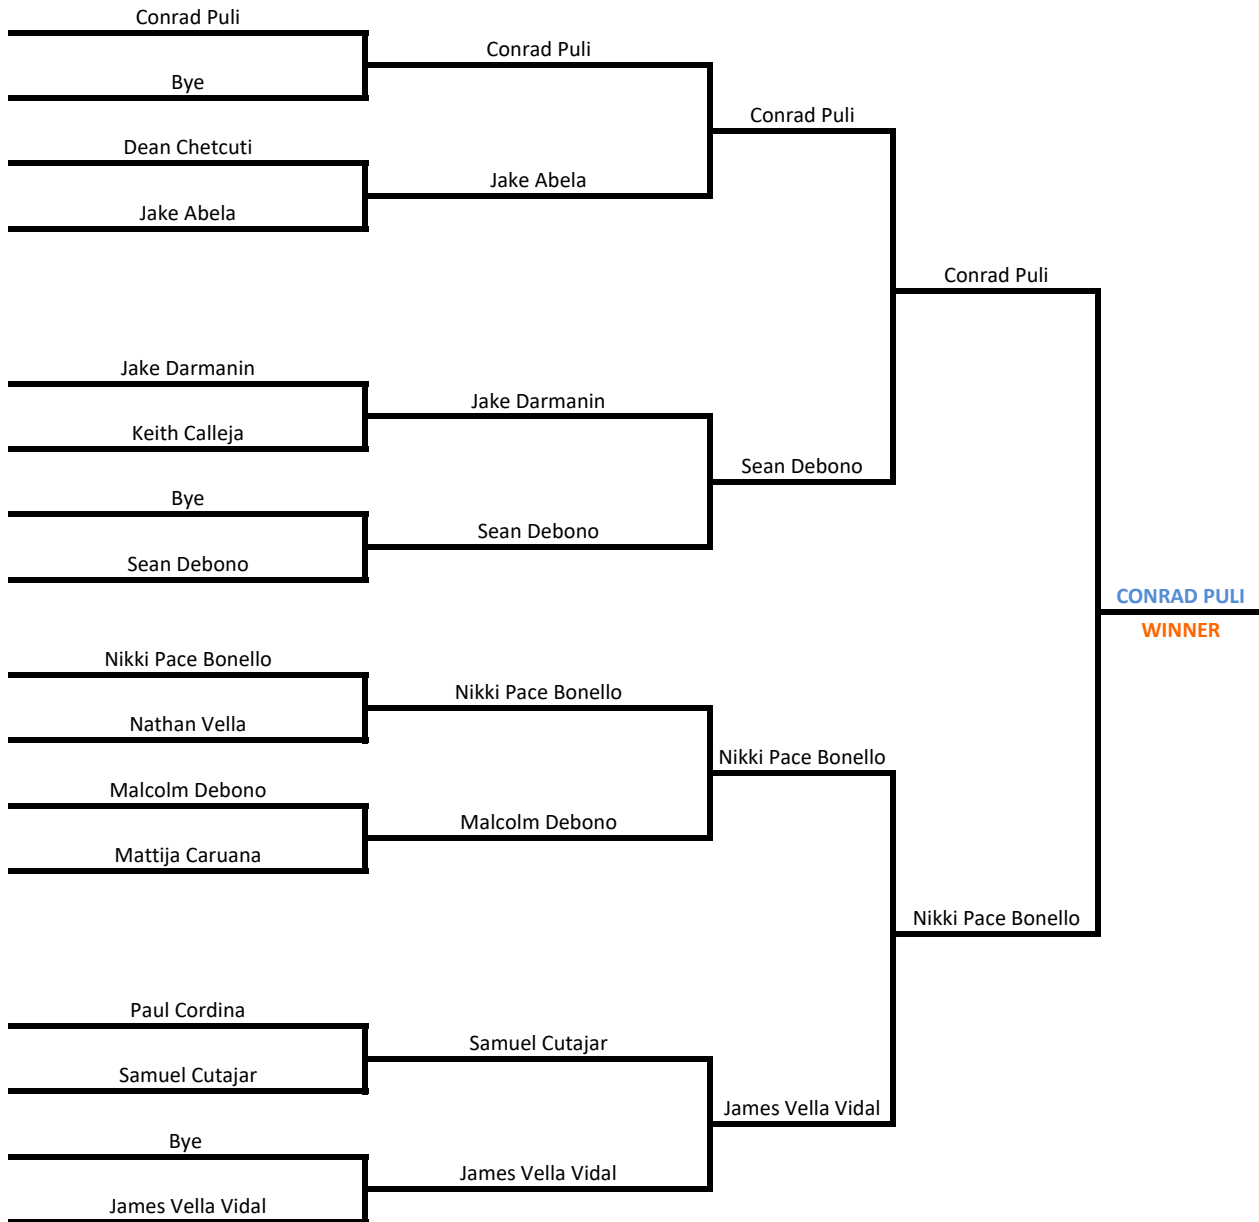 Conrad Puli
Bye
Dean Chetcuti
Jake Abela
Jake Darmanin
Keith Calleja
Bye
Sean Debono
Nikki Pace Bonello
Nathan Vella
Malcolm Debono
Mattija Caruana
Paul Cordina
Samuel Cutajar
Bye
James Vella Vidal
Conrad Puli
Jake Abela
Jake Darmanin
Sean Debono
Nikki Pace Bonello
Malcolm Debono
Samuel Cutajar
James Vella Vidal
Conrad Puli
Sean Debono
Nikki Pace Bonello
James Vella Vidal
Conrad Puli
Nikki Pace Bonello
CONRAD PULI
WINNER